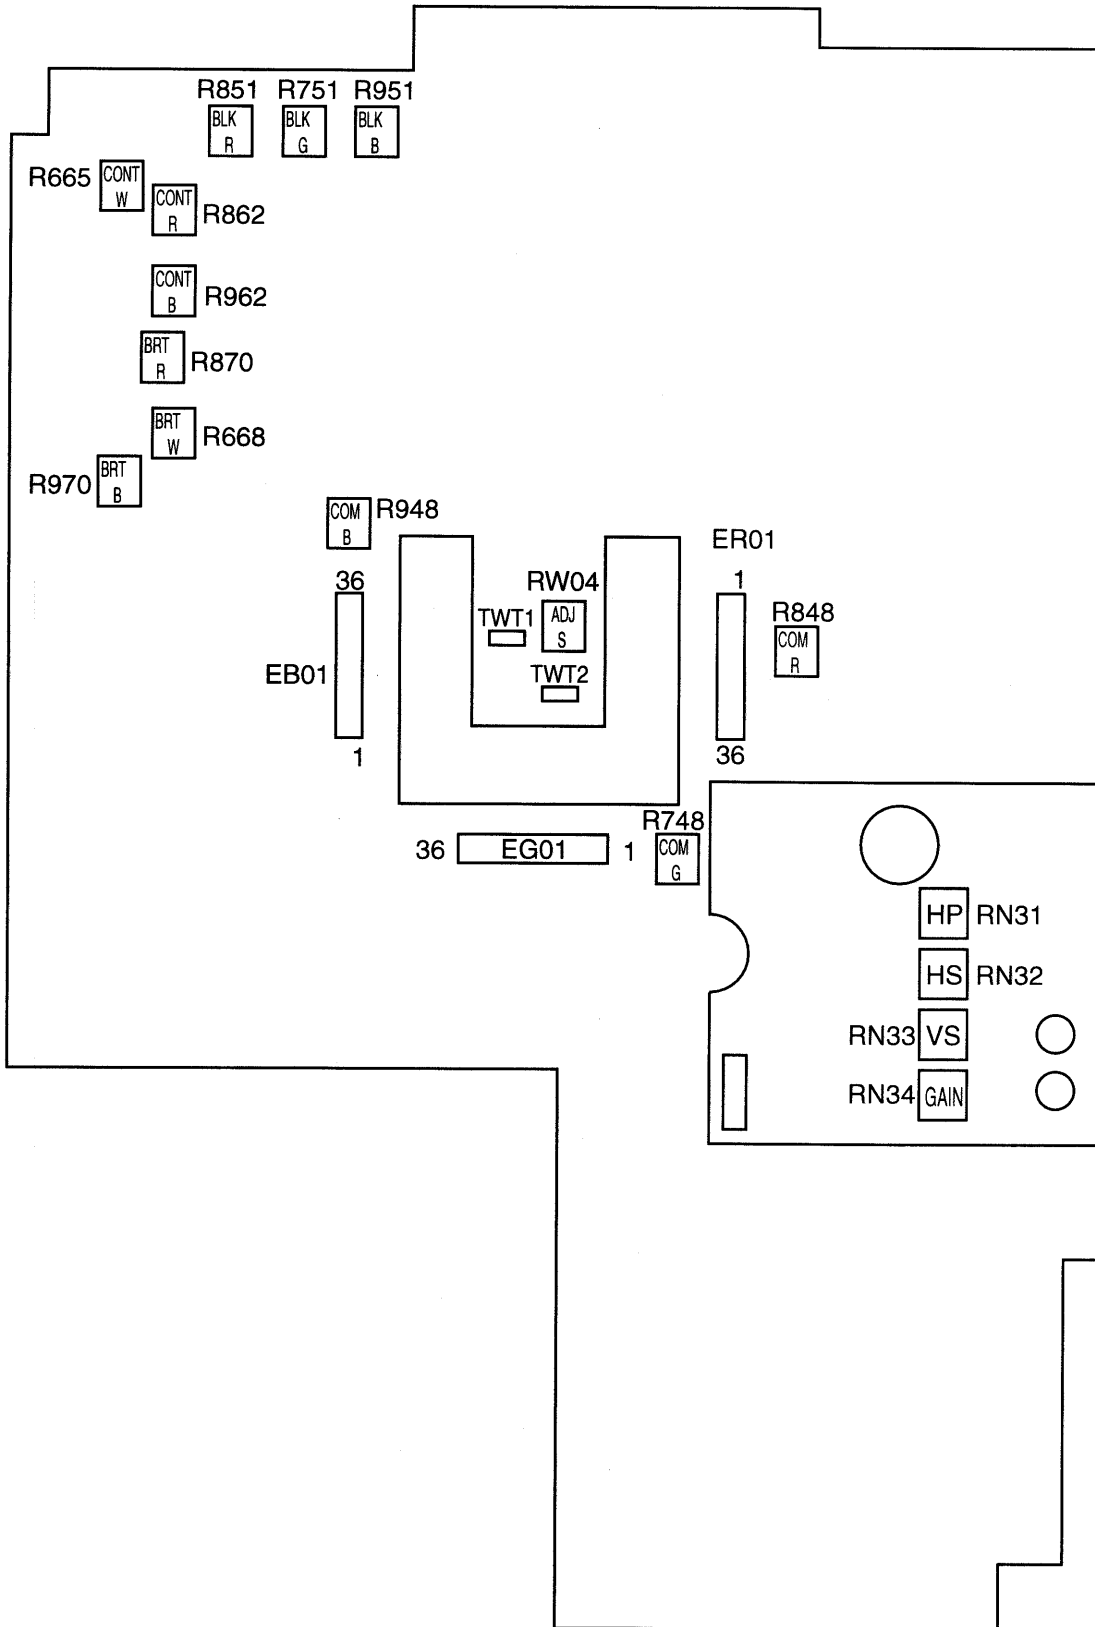 R851 R751 R951
BLK R
BLK G
BLK B
R665
CONT W
CONT R
R862
CONT B
R962
BRT R
R870
BRT W
R668
R970
BRT B
COM B
R948
ER01
36
RW04
1
TWT1
ADJ S
R848
COM R
EB01
TWT2
1
36
R748
36
EG01
1
COM G
HP RN31
HS RN32
RN33 VS
RN34 GAIN